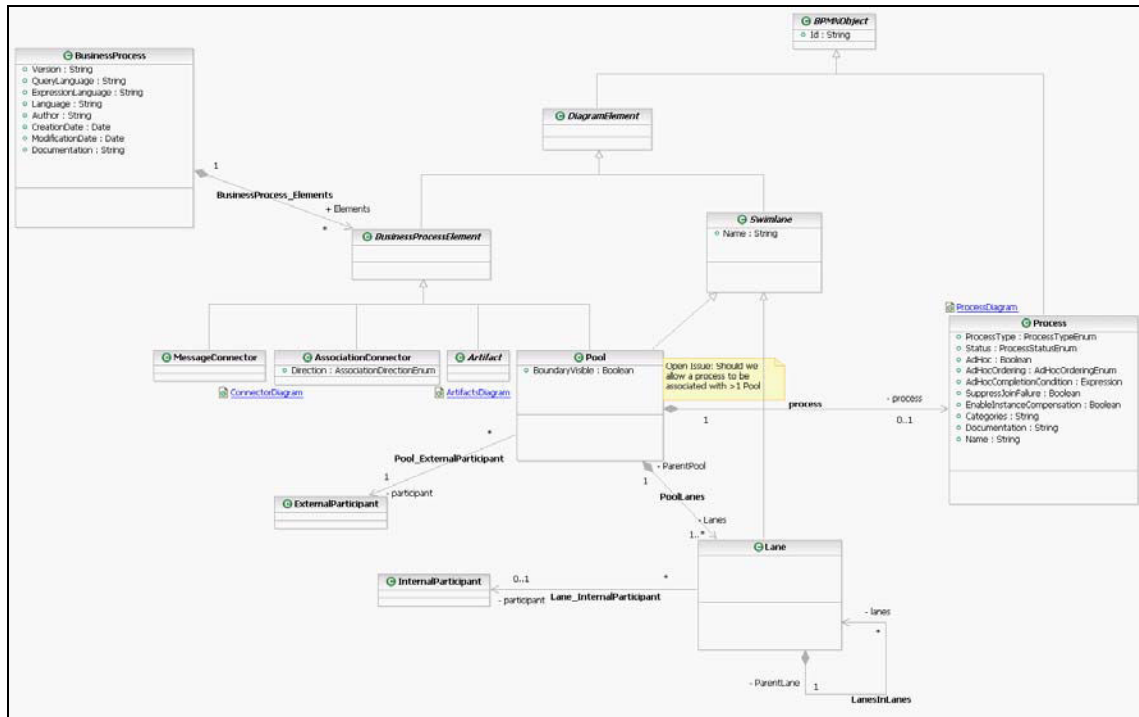 BPMNObject
Id : String
BusinessProcess
Version : String
QueryLanguage : String
ExpressionLanguage : String
Language : String
Author : String
CreationDate : Date
ModificationDate : Date
Documentation : String
DiagramElement
1
BusinessProcess_Elements
+ Elements
*
BusinessProcessElement
Swimlane
Name : String
ProcessDiagram
Process
ProcessType : ProcessTypeEnum
Status : ProcessStatusEnum
AdHoc : Boolean
AdHocOrdering : AdHocOrderingEnum
AdHocCompletionCondition : Expression
SuppressJoinFailure : Boolean
EnableInstanceCompensation : Boolean
Categories : String
Documentation : String
Name : String
MessageConnector
AssociationConnector
Direction : AssociationDirectionEnum
Artifact
Pool
BoundaryVisible : Boolean
Open Issue: Should we
allow a process to be
associated with >1 Pool
ConnectorDiagram
ArtifactsDiagram
- process
process
1
0..1
*
Pool_ExternalParticipant
1
- participant
ExternalParticipant
- ParentPool
1
PoolLanes
- Lanes
1..*
Lane
InternalParticipant
0..1
*
- participant
Lane_InternalParticipant
- lanes
*
- ParentLane
1
LanesInLanes